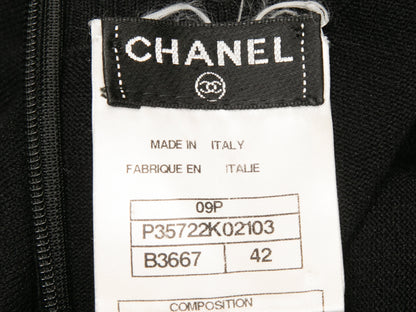 CHANEL
MADE IN ITALY
FABRIQUE EN ITALIE
09P
P35722K02103
B3667 42
COMPOSITION